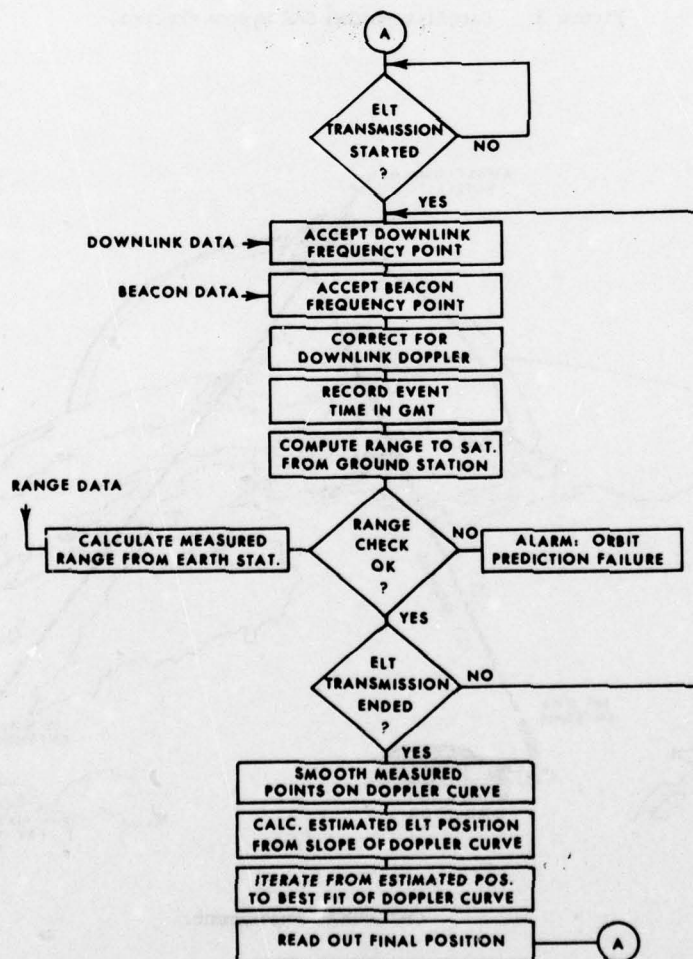 A
ELT
TRANSMISSION
STARTED
?
NO
YES
DOWNLINK DATA
ACCEPT DOWNLINK
FREQUENCY POINT
BEACON DATA
ACCEPT BEACON
FREQUENCY POINT
CORRECT FOR
DOWNLINK DOPPLER
RECORD EVENT
TIME IN GMT
COMPUTE RANGE TO SAT.
FROM GROUND STATION
RANGE DATA
CALCULATE MEASURED
RANGE FROM EARTH STAT.
RANGE
CHECK
OK
?
NO
ALARM: ORBIT
PREDICTION FAILURE
YES
ELT
TRANSMISSION
ENDED
?
NO
YES
SMOOTH MEASURED
POINTS ON DOPPLER CURVE
CALC. ESTIMATED ELT POSITION
FROM SLOPE OF DOPPLER CURVE
ITERATE FROM ESTIMATED POS.
TO BEST FIT OF DOPPLER CURVE
READ OUT FINAL POSITION
A